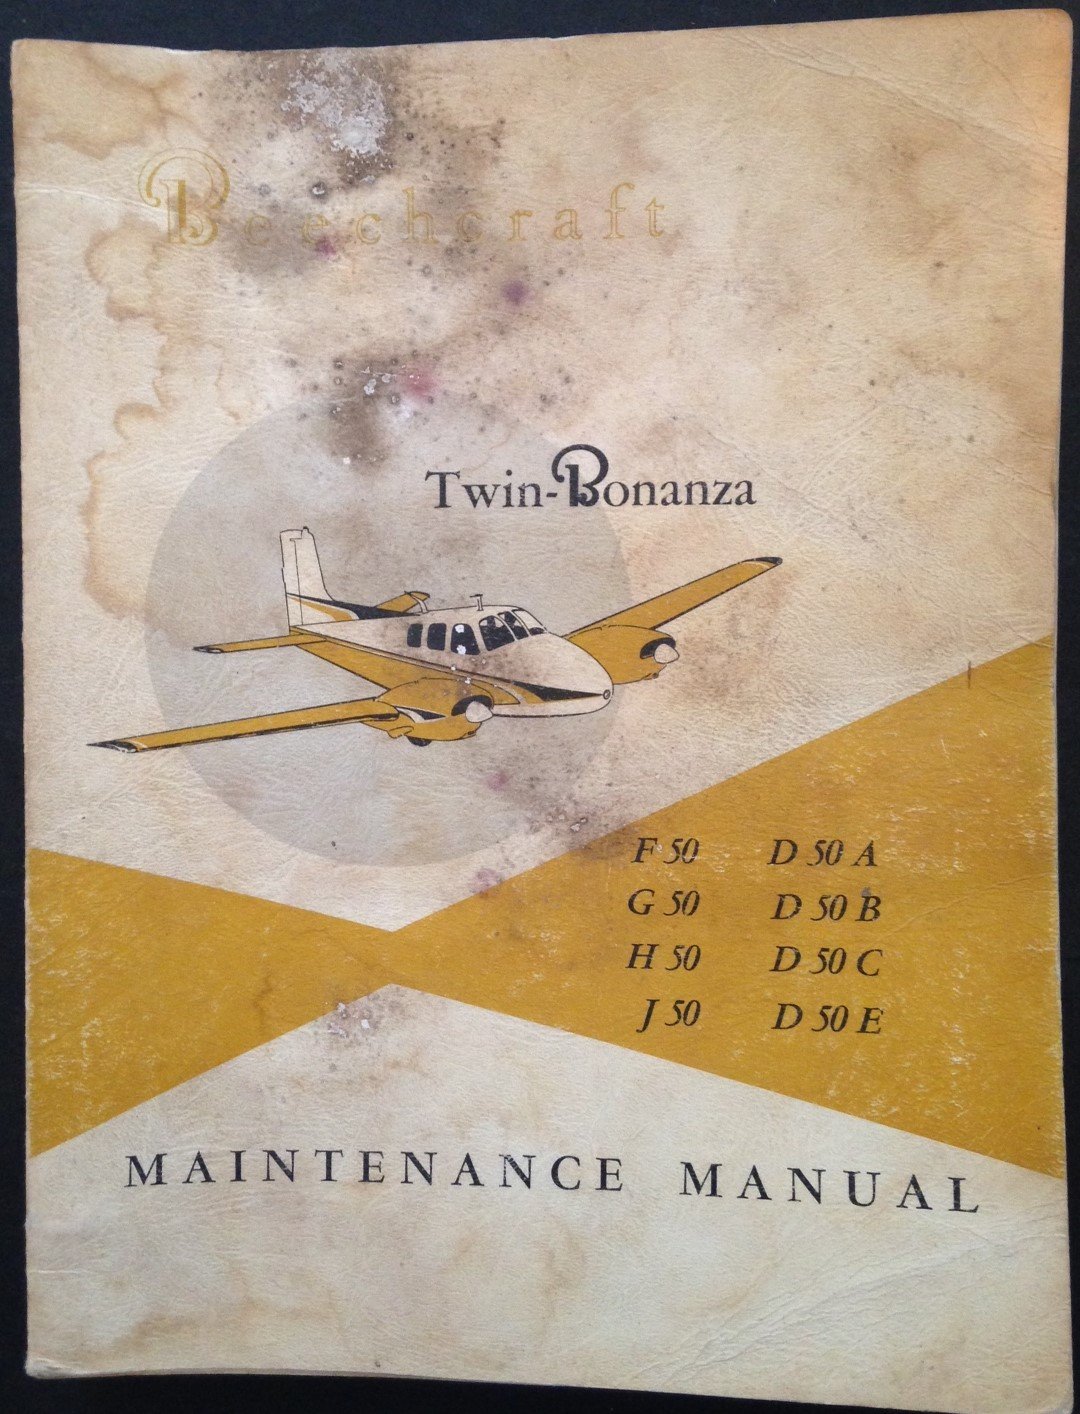 Beechcraft
Twin-Bonanza
F 50 D 50 A
G 50 D 50 B
H 50 D 50 C
J 50 D 50 E
MAINTENANCE MANUAL